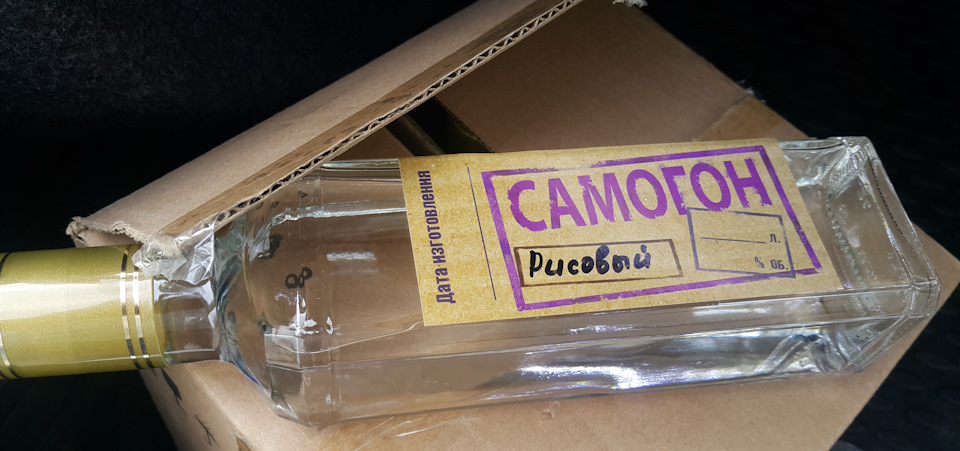 Дата изготовления
САМОГОН
Рисовый
л.
% ОБ.